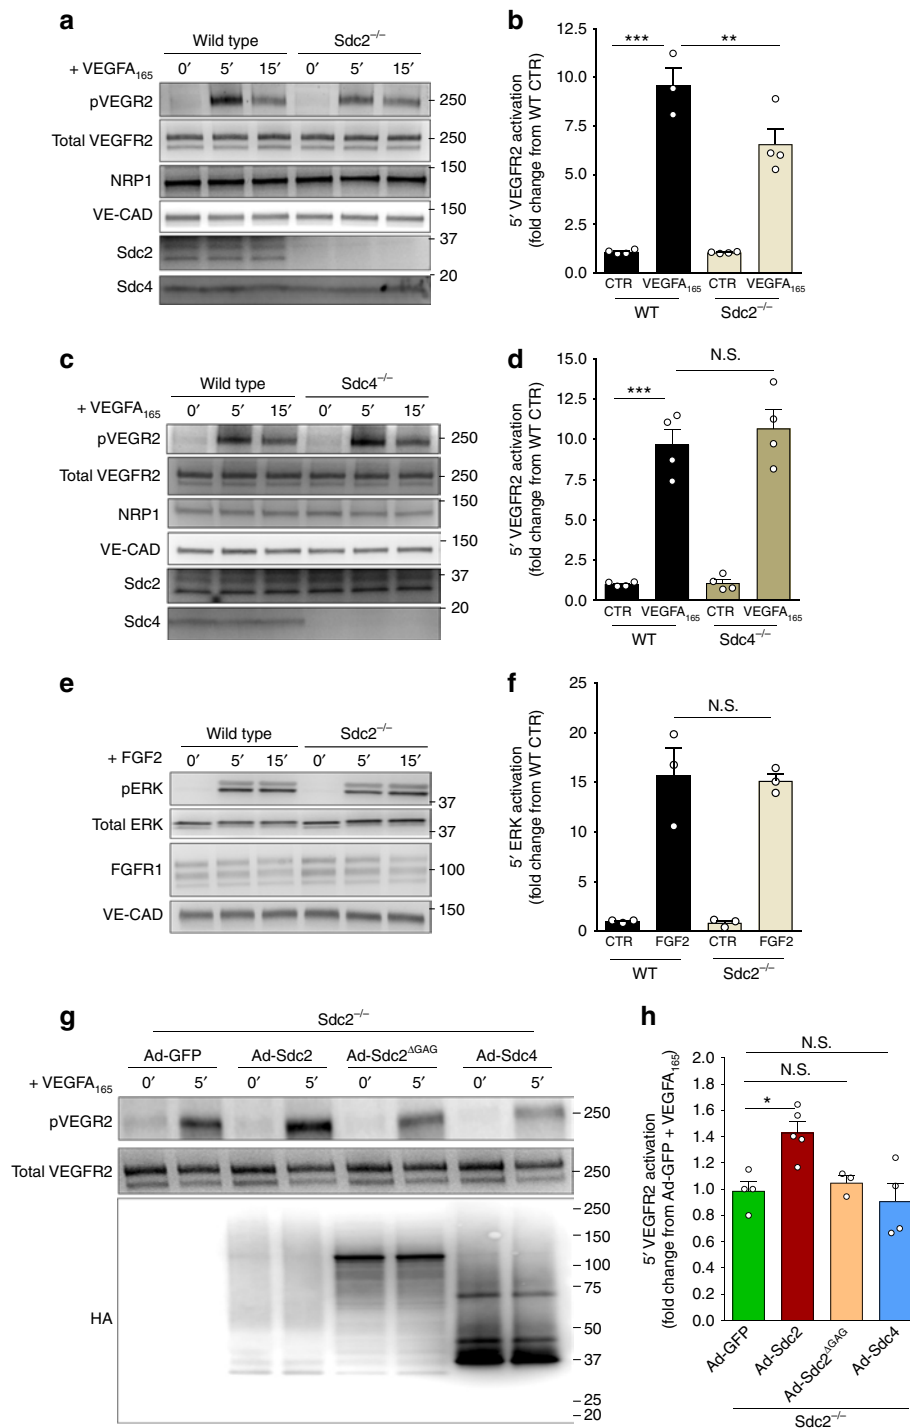 a
Wild type Sdc2⁻/⁻
+ VEGFA₁₆₅ 0′ 5′ 15′ 0′ 5′ 15′
pVEGR2 250
Total VEGFR2 250
NRP1 150
VE-CAD 150
Sdc2 37
Sdc4 20
b
5′ VEGFR2 activation
(fold change from WT CTR)
12.5
10.0
7.5
5.0
2.5
0.0
*** **
CTR VEGFA₁₆₅ CTR VEGFA₁₆₅
WT Sdc2⁻/⁻
c
Wild type Sdc4⁻/⁻
+ VEGFA₁₆₅ 0′ 5′ 15′ 0′ 5′ 15′
pVEGR2 250
Total VEGFR2 250
NRP1 150
VE-CAD 150
Sdc2 37
Sdc4 20
d
5′ VEGFR2 activation
(fold change from WT CTR)
15.0
12.5
10.0
7.5
5.0
2.5
0.0
*** N.S.
CTR VEGFA₁₆₅ CTR VEGFA₁₆₅
WT Sdc4⁻/⁻
e
Wild type Sdc2⁻/⁻
+ FGF2 0′ 5′ 15′ 0′ 5′ 15′
pERK 37
Total ERK 37
FGFR1 100
VE-CAD 150
f
5′ ERK activation
(fold change from WT CTR)
25
20
15
10
5
0
N.S.
CTR FGF2 CTR FGF2
WT Sdc2⁻/⁻
g
Sdc2⁻/⁻
Ad-GFP Ad-Sdc2 Ad-Sdc2^ΔGAG Ad-Sdc4
+ VEGFA₁₆₅ 0′ 5′ 0′ 5′ 0′ 5′ 0′ 5′
pVEGR2 250
Total VEGFR2 250
HA
250
150
100
75
50
37
25
20
h
5′ VEGFR2 activation
(fold change from Ad-GFP + VEGFA₁₆₅)
2.0
1.8
1.6
1.4
1.2
1.0
0.8
0.6
0.4
0.2
0.0
N.S.
N.S.
*
Ad-GFP Ad-Sdc2 Ad-Sdc2^ΔGAG Ad-Sdc4
Sdc2⁻/⁻